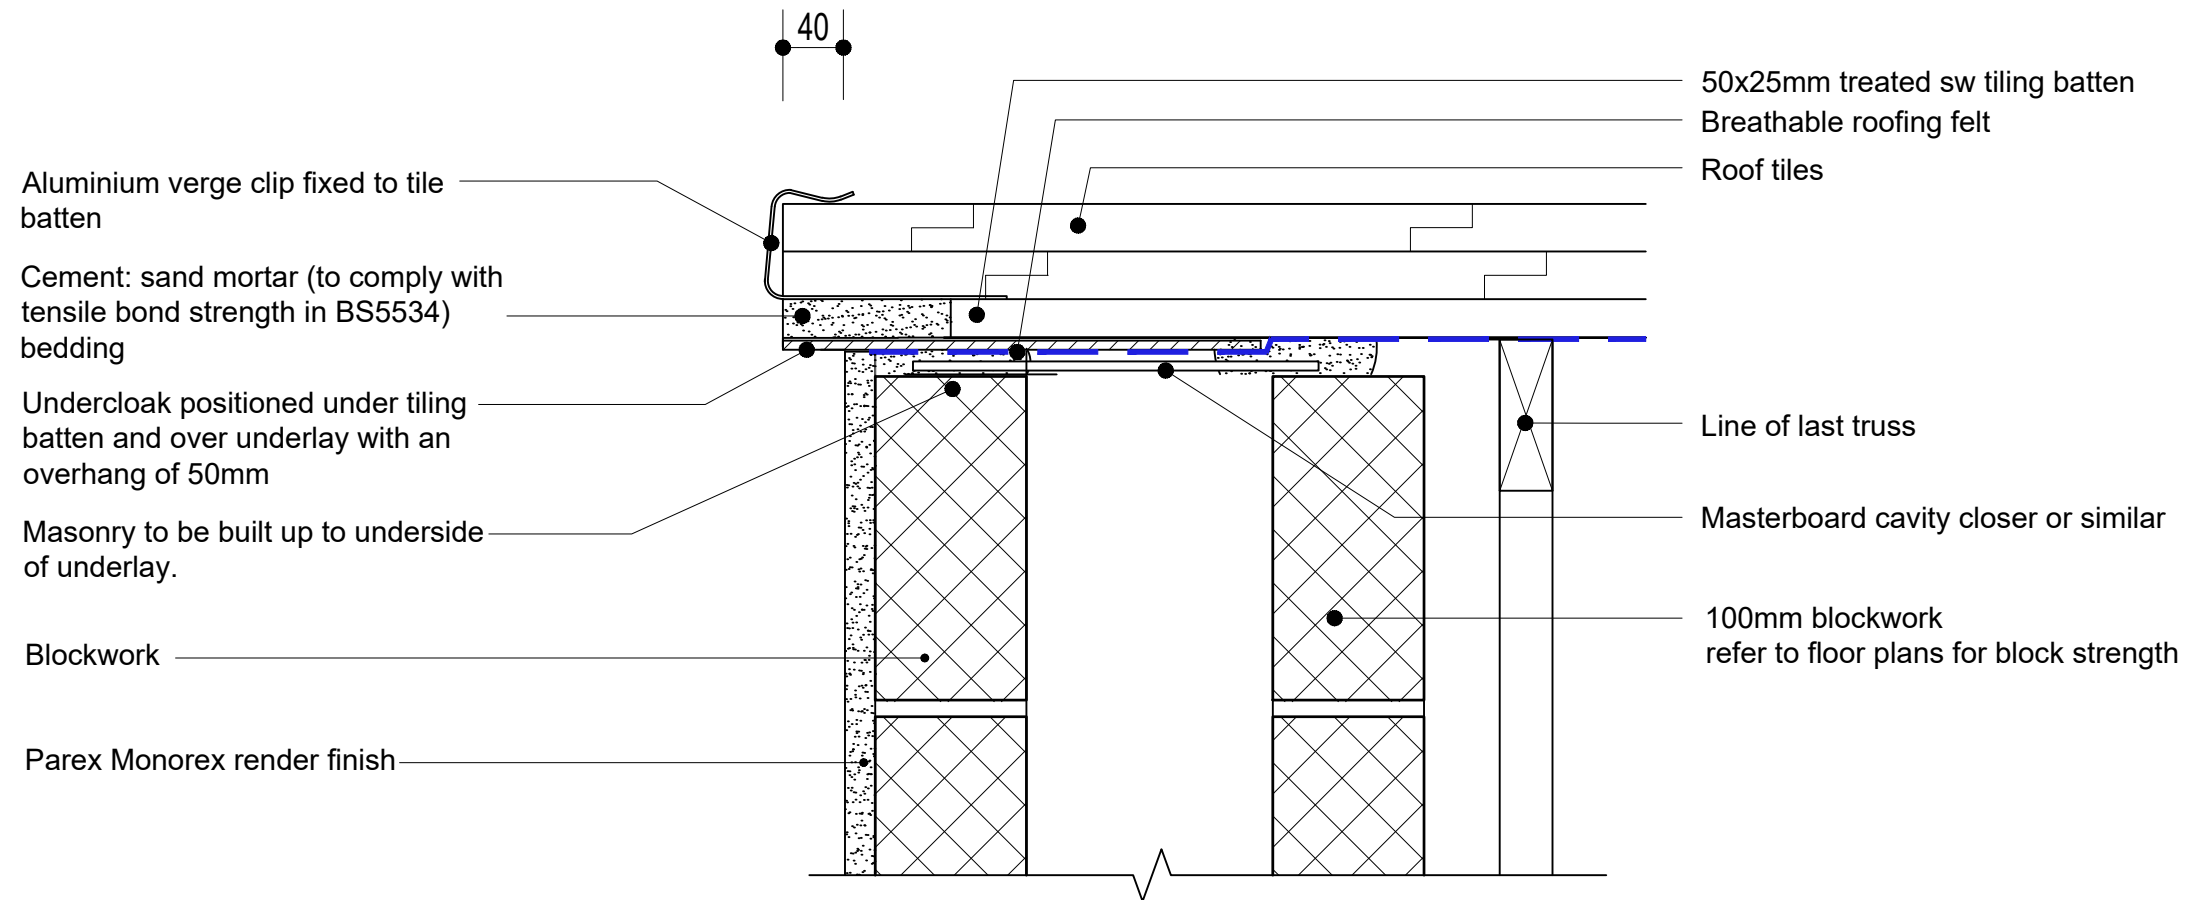 40
Aluminium verge clip fixed to tile
batten
Cement: sand mortar (to comply with
tensile bond strength in BS5534)
bedding
Undercloak positioned under tiling
batten and over underlay with an
overhang of 50mm
Masonry to be built up to underside
of underlay.
Blockwork
Parex Monorex render finish
50x25mm treated sw tiling batten
Breathable roofing felt
Roof tiles
Line of last truss
Masterboard cavity closer or similar
100mm blockwork
refer to floor plans for block strength